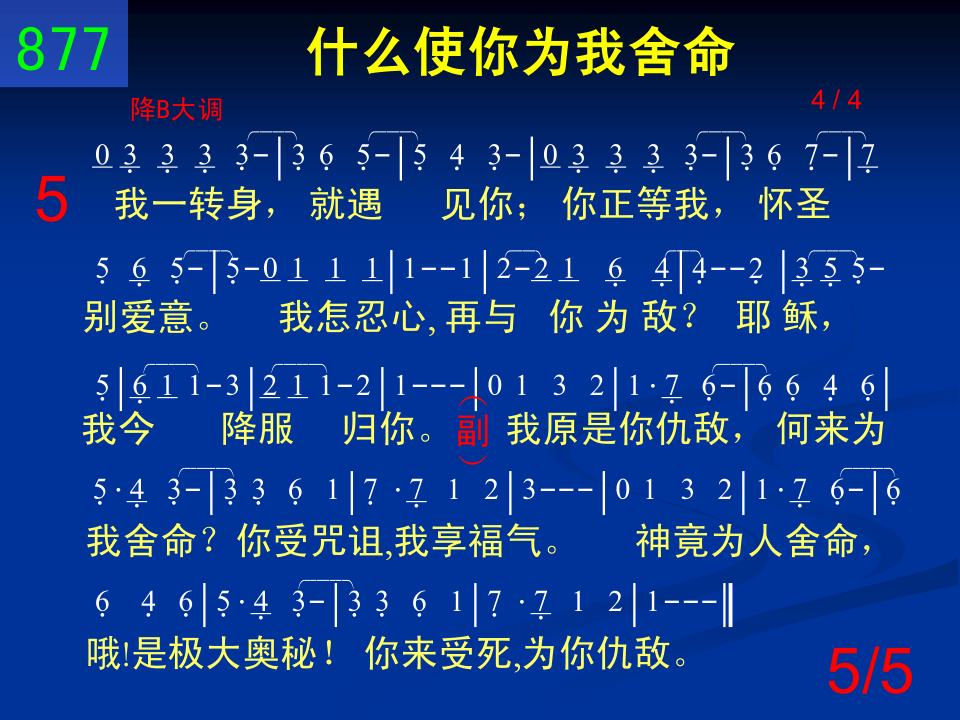 877 什么使你为我舍命
降B大调 4 / 4
0 3 3 3 3-|3 6 5-|5 4 3-|0 3 3 3 3-|3 6 7-|7
5 我一转身， 就遇 见你； 你正等我， 怀圣
5 6 5-|5-0 1 1 1|1--1|2-2 1 6 4|4--2|3 5 5-
别爱意。 我怎忍心, 再与 你 为 敌？ 耶 稣，
5|6 1 1-3|2 1 1-2|1---|0 1 3 2|1·7 6-|6 6 4 6|
我今 降服 归你。（副）我原是你仇敌， 何来为
5·4 3-|3 3 6 1|7·7 1 2|3---|0 1 3 2|1·7 6-|6
我舍命？你受咒诅,我享福气。 神竟为人舍命，
6 4 6|5·4 3-|3 3 6 1|7·7 1 2|1---‖
哦!是极大奥秘！ 你来受死,为你仇敌。
5/5